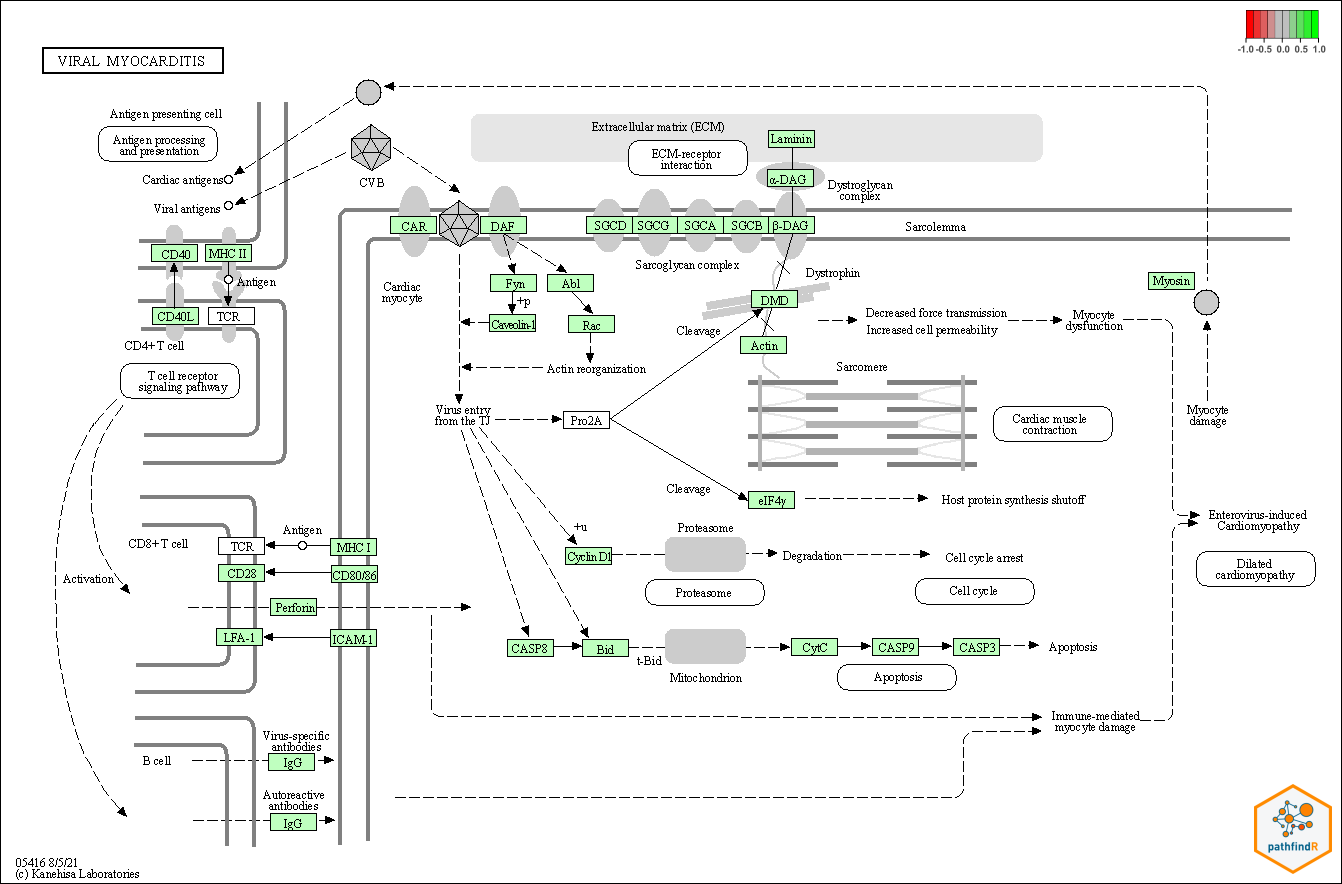 -1.0 -0.5 0.0 0.5 1.0
VIRAL MYOCARDITIS
Antigen presenting cell
Antigen processing
and presentation
Cardiac antigens
Viral antigens
CVB
Extracellular matrix (ECM)
ECM-receptor
interaction
Laminin
α-DAG
Dystroglycan
complex
CAR
DAF
SGCD
SGCG
SGCA
SGCB
β-DAG
Sarcolemma
CD40
MHC II
Antigen
CD40L
TCR
CD4+ T cell
T cell receptor
signaling pathway
Cardiac
myocyte
Fyn
Abl
+p
Caveolin-1
Rac
Actin reorganization
Sarcoglycan complex
Dystrophin
DMD
Cleavage
Actin
Decreased force transmission
Increased cell permeability
Myocyte
dysfunction
Myosin
Sarcomere
Cardiac muscle
contraction
Myocyte
damage
Virus entry
from the TJ
Pro2A
Cleavage
eIF4γ
Host protein synthesis shutoff
Enterovirus-induced
Cardiomyopathy
Dilated
cardiomyopathy
CD8+ T cell
TCR
Antigen
MHC I
CD28
CD80/86
Activation
Perforin
LFA-1
ICAM-1
+u
Cyclin D1
Proteasome
Degradation
Cell cycle arrest
Proteasome
Cell cycle
CASP8
Bid
t-Bid
Mitochondrion
CytC
CASP9
CASP3
Apoptosis
Apoptosis
Immune-mediated
myocyte damage
B cell
Virus-specific
antibodies
IgG
Autoreactive
antibodies
IgG
05416 8/5/21
(c) Kanehisa Laboratories
pathfindR